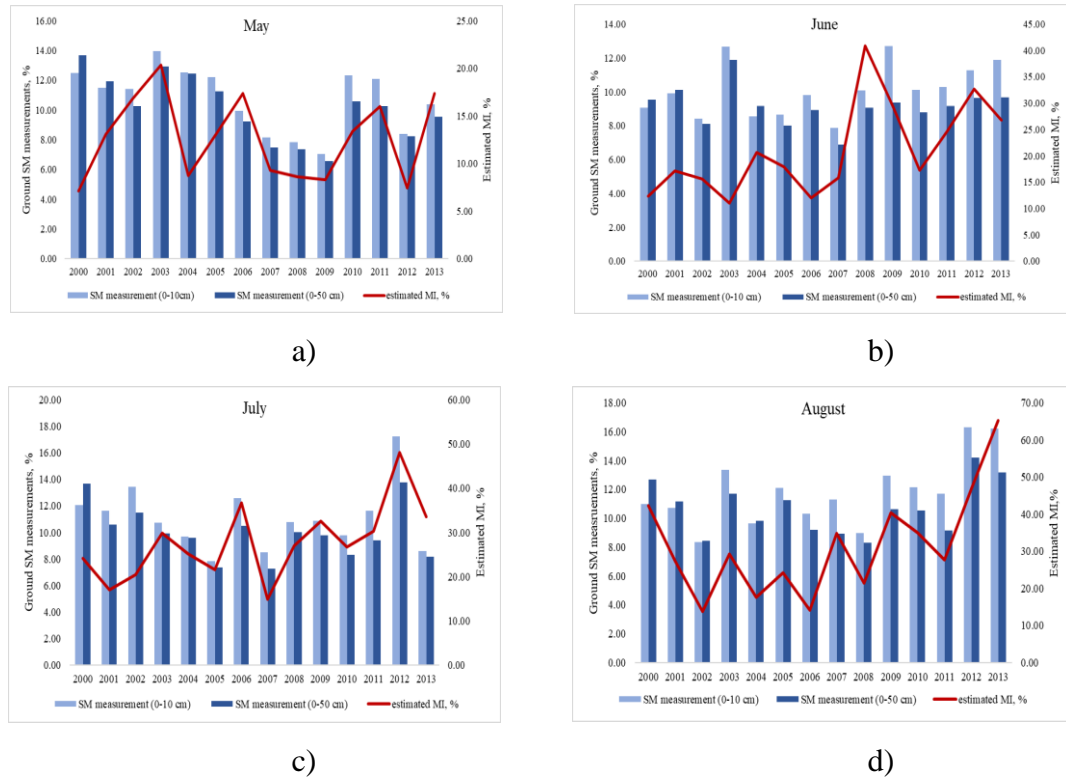 May
16.00 14.00 12.00 10.00 8.00 6.00 4.00 2.00 0.00
Ground SM measurements, %
25.00 20.00 15.00 10.00 5.00 0.00
Estimated MI, %
2000 2001 2002 2003 2004 2005 2006 2007 2008 2009 2010 2011 2012 2013
SM measurement (0-10cm) SM measurement (0-50 cm) estimated MI, %
a)
June
14.00 12.00 10.00 8.00 6.00 4.00 2.00 0.00
Ground SM measurements, %
45.00 40.00 35.00 30.00 25.00 20.00 15.00 10.00 5.00 0.00
Estimated MI, %
2000 2001 2002 2003 2004 2005 2006 2007 2008 2009 2010 2011 2012 2013
SM measurement (0-10 cm) SM measurement (0-50 cm) estimated MI, %
b)
July
20.00 18.00 16.00 14.00 12.00 10.00 8.00 6.00 4.00 2.00 0.00
Ground SM measurements, %
60.00 50.00 40.00 30.00 20.00 10.00 0.00
Estimated MI, %
2000 2001 2002 2003 2004 2005 2006 2007 2008 2009 2010 2011 2012 2013
SM measurement (0-10 cm) SM measurement (0-50 cm) estimated MI, %
c)
August
18.00 16.00 14.00 12.00 10.00 8.00 6.00 4.00 2.00 0.00
Ground SM measurements, %
70.00 60.00 50.00 40.00 30.00 20.00 10.00 0.00
Estimated MI,%
2000 2001 2002 2003 2004 2005 2006 2007 2008 2009 2010 2011 2012 2013
SM measurement (0-10 cm) SM measurement (0-50 cm) estimated MI, %
d)